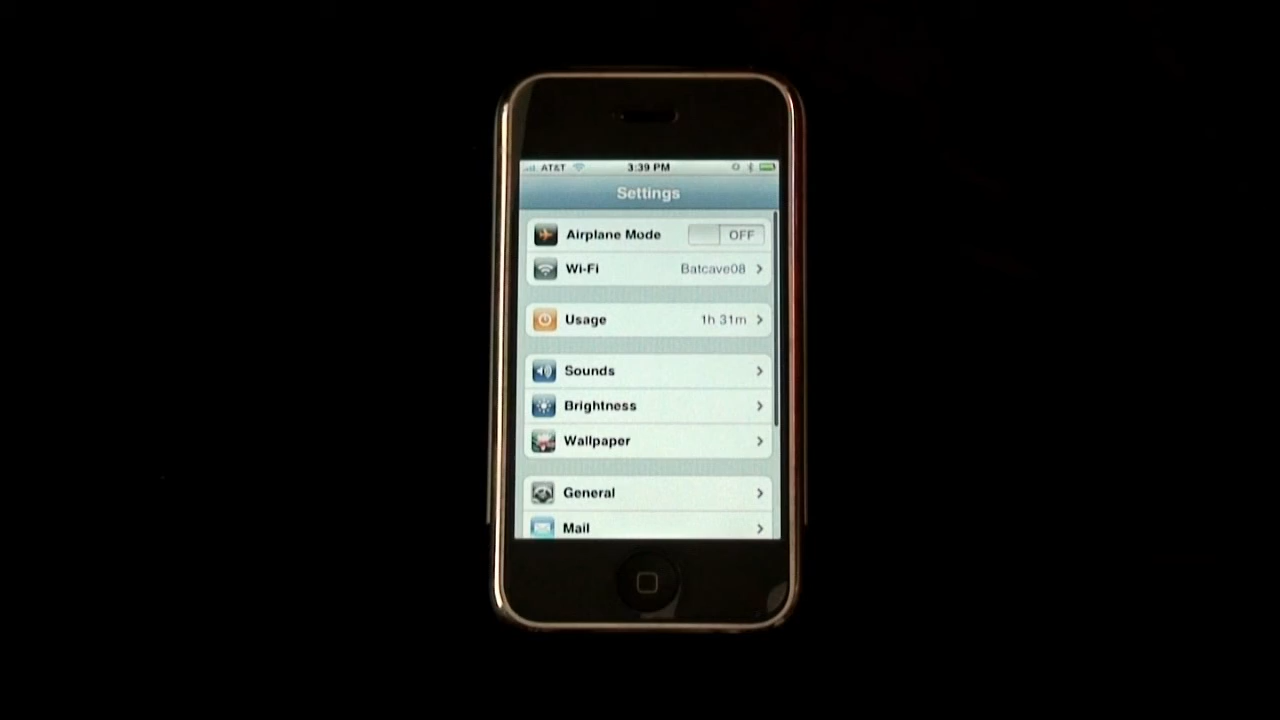 AT&T 3:39 PM
Settings
Airplane Mode OFF
Wi-Fi Batcave08
Usage 1h 31m
Sounds
Brightness
Wallpaper
General
Mail